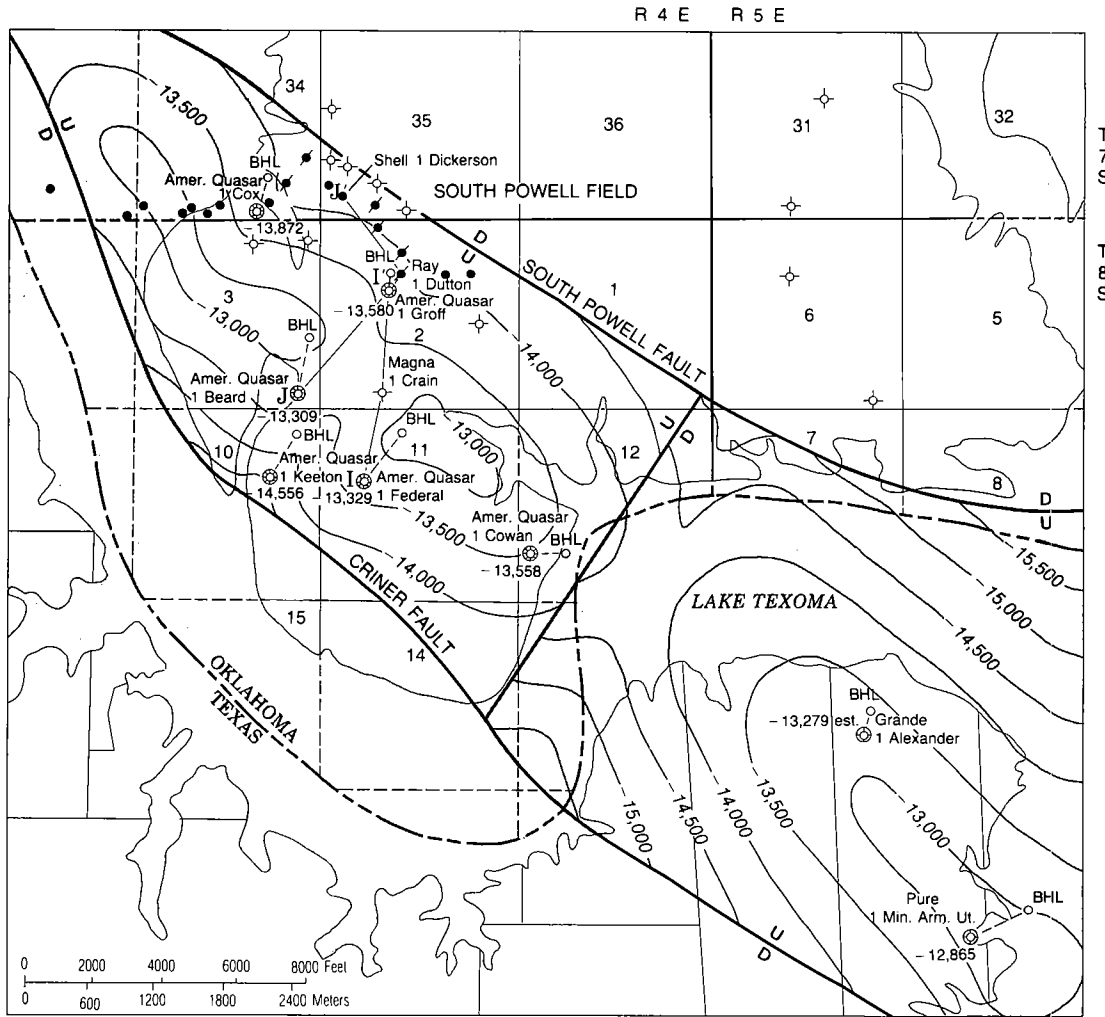 R 4 E R 5 E
34
35
36
31
32
T
7
S
- 13,500
BHL
Shell 1 Dickerson
Amer. Quasar
1 Cox
J'
SOUTH POWELL FIELD
- 13,872
T
8
S
U
D
D
U
BHL
I'
Ray
1 Dutton
Amer. Quasar
1 Groff
- 13,580
SOUTH POWELL FAULT
1
6
5
3
2
- 13,000
- 14,000
BHL
Magna
1 Crain
Amer. Quasar
1 Beard
J
- 13,309
BHL
BHL
- 13,000
U
D
7
10
11
12
8
Amer. Quasar
1 Keeton
- 14,556
I
Amer. Quasar
1 Federal
- 13,329
- 13,500
Amer. Quasar
1 Cowan
BHL
- 13,558
D
U
- 15,500
- 15,000
- 14,500
- 14,000
CRINER FAULT
LAKE TEXOMA
15
14
OKLAHOMA
TEXAS
BHL
- 13,279 est.
Grande
1 Alexander
- 15,000
- 14,500
- 14,000
- 13,500
- 13,000
Pure
1 Min. Arm. Ut.
BHL
- 12,865
U
D
0 2000 4000 6000 8000 Feet
0 600 1200 1800 2400 Meters